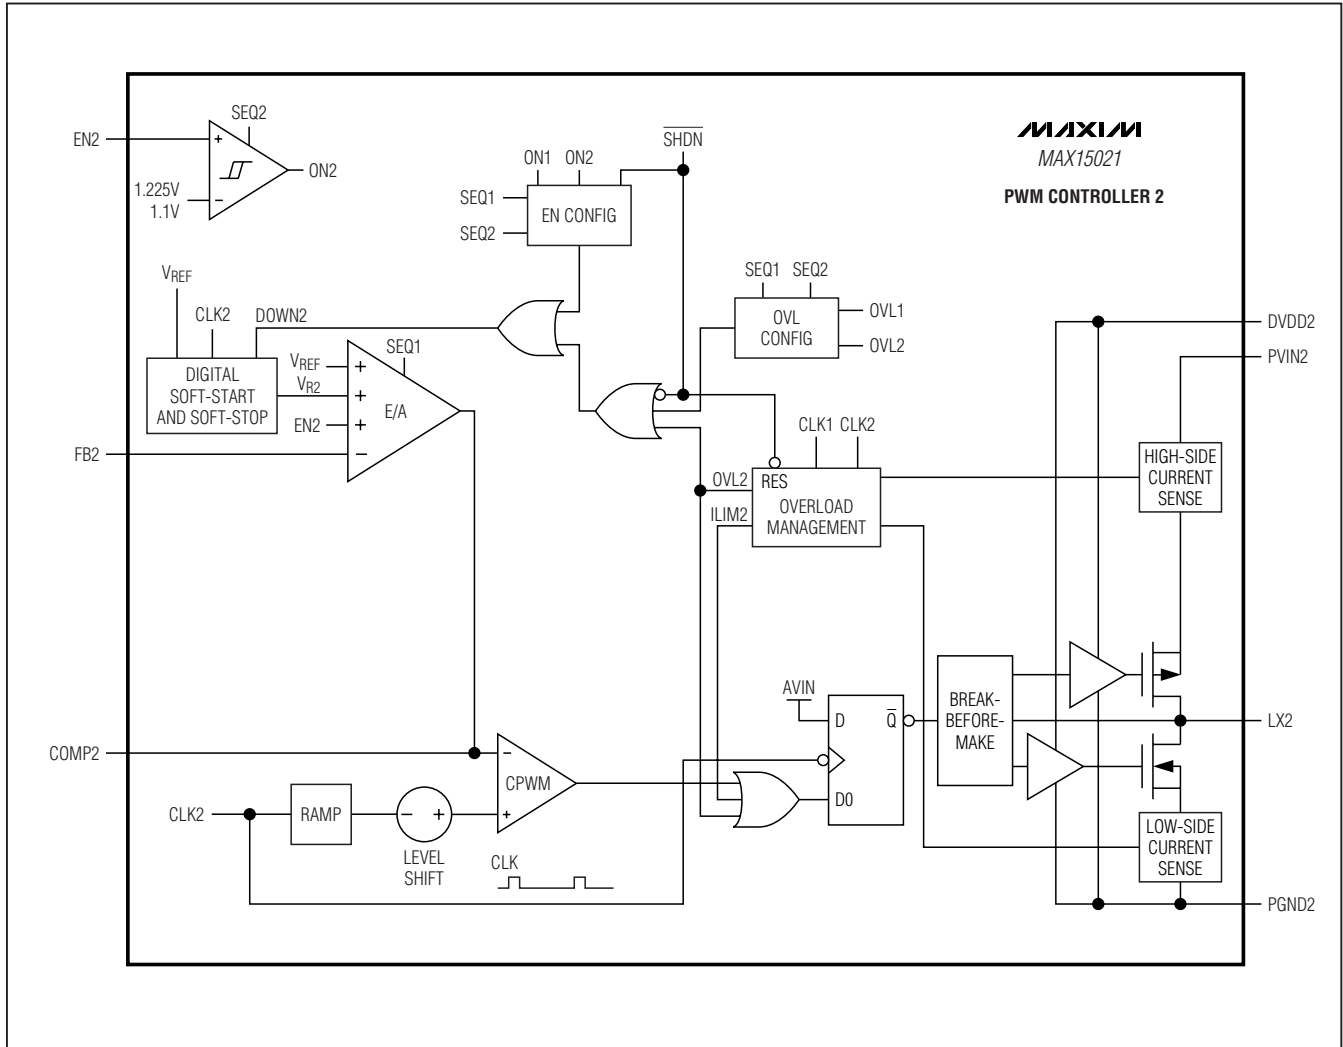 MAXIM
MAX15021
PWM CONTROLLER 2
EN2
SEQ2
+
ON2
1.225V
1.1V
−
SHDN
ON1 ON2
SEQ1
SEQ2
EN CONFIG
VREF
CLK2
DOWN2
DIGITAL
SOFT-START
AND SOFT-STOP
SEQ1
VREF
+
VR2
+
E/A
EN2
+
FB2
−
SEQ1 SEQ2
OVL
CONFIG
OVL1
OVL2
DVDD2
PVIN2
CLK1 CLK2
OVL2
RES
ILIM2
OVERLOAD
MANAGEMENT
HIGH-SIDE
CURRENT
SENSE
AVIN
D
Q
D0
BREAK-
BEFORE-
MAKE
LX2
COMP2
−
CPWM
+
CLK2
RAMP
− +
LEVEL
SHIFT
CLK
LOW-SIDE
CURRENT
SENSE
PGND2